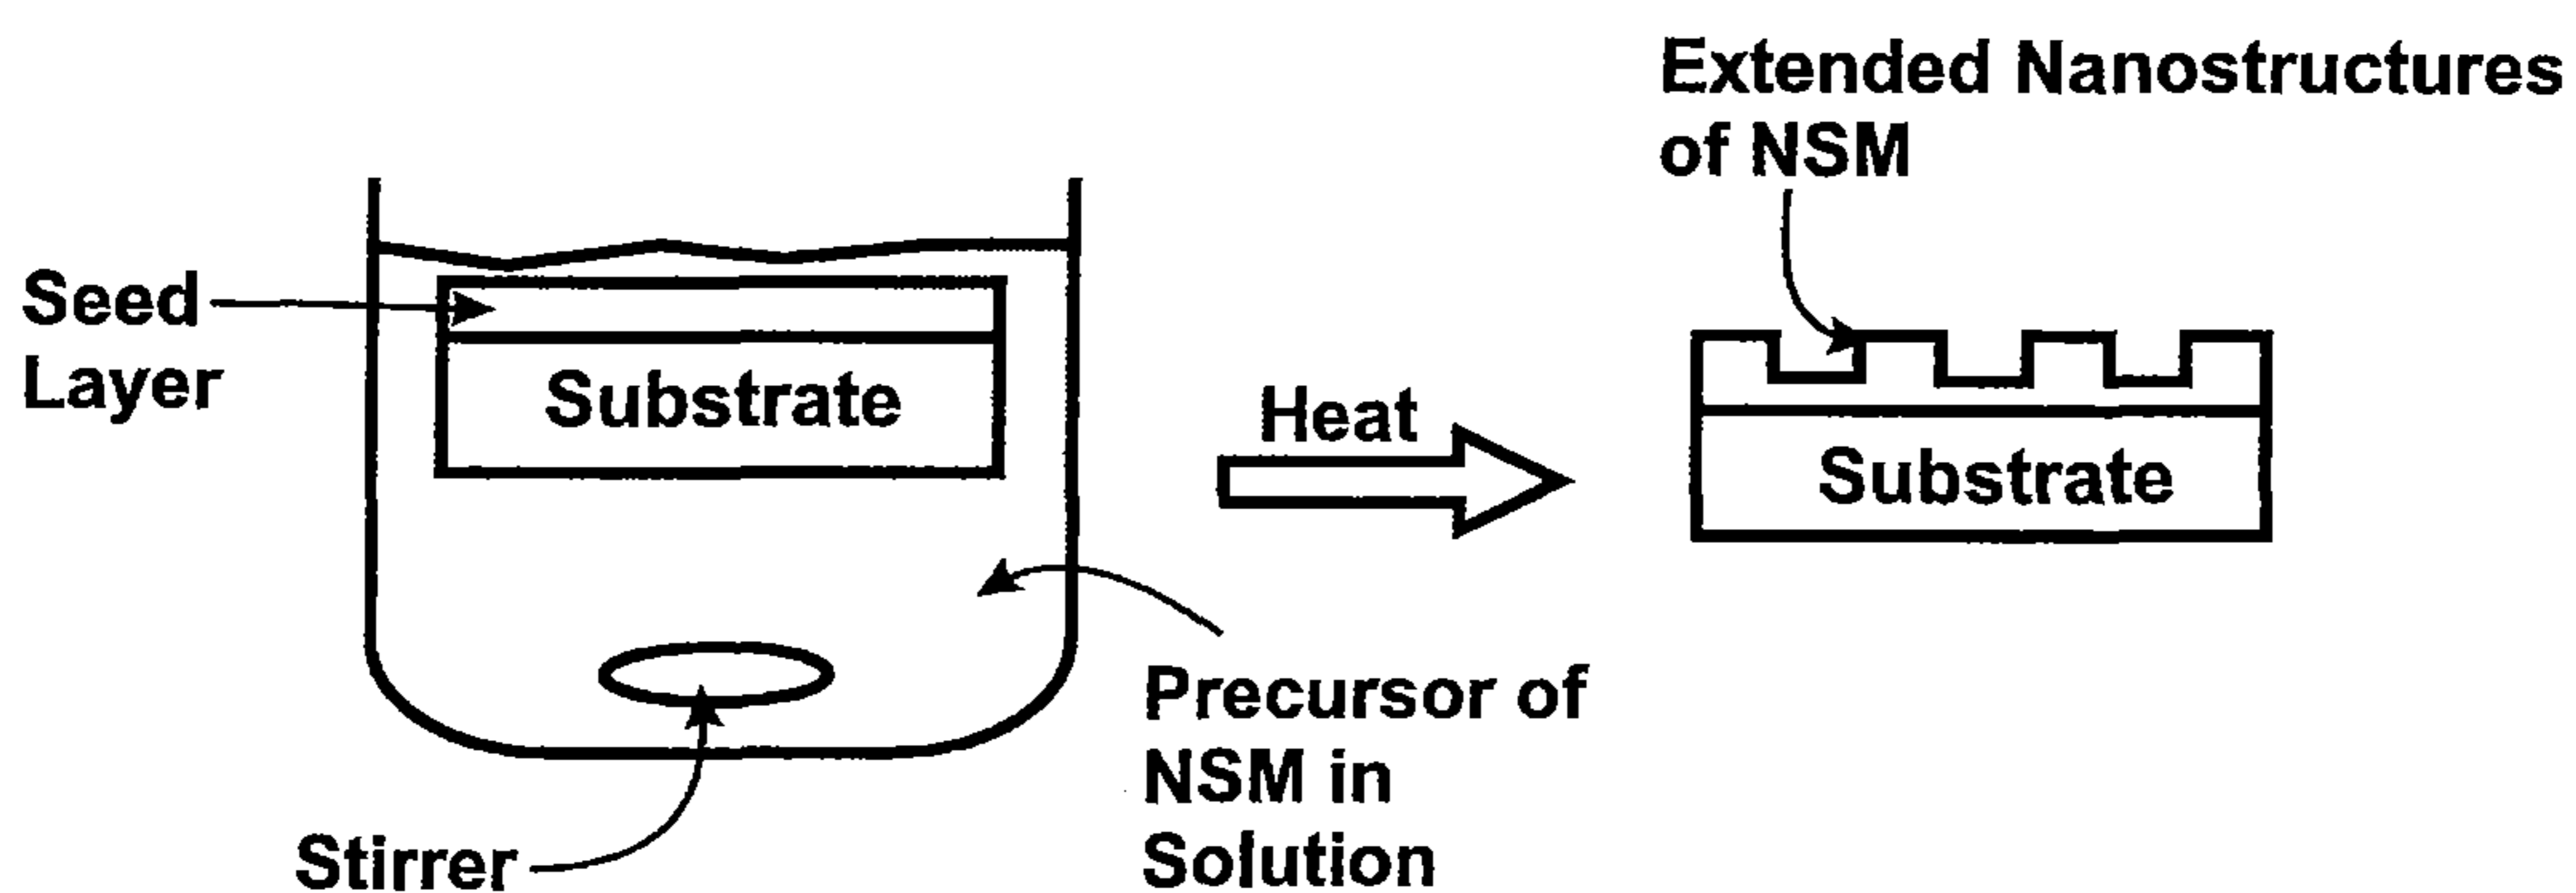 Extended Nanostructures
of NSM
Seed
Layer
Substrate
Heat
Substrate
Precursor of
NSM in
Solution
Stirrer